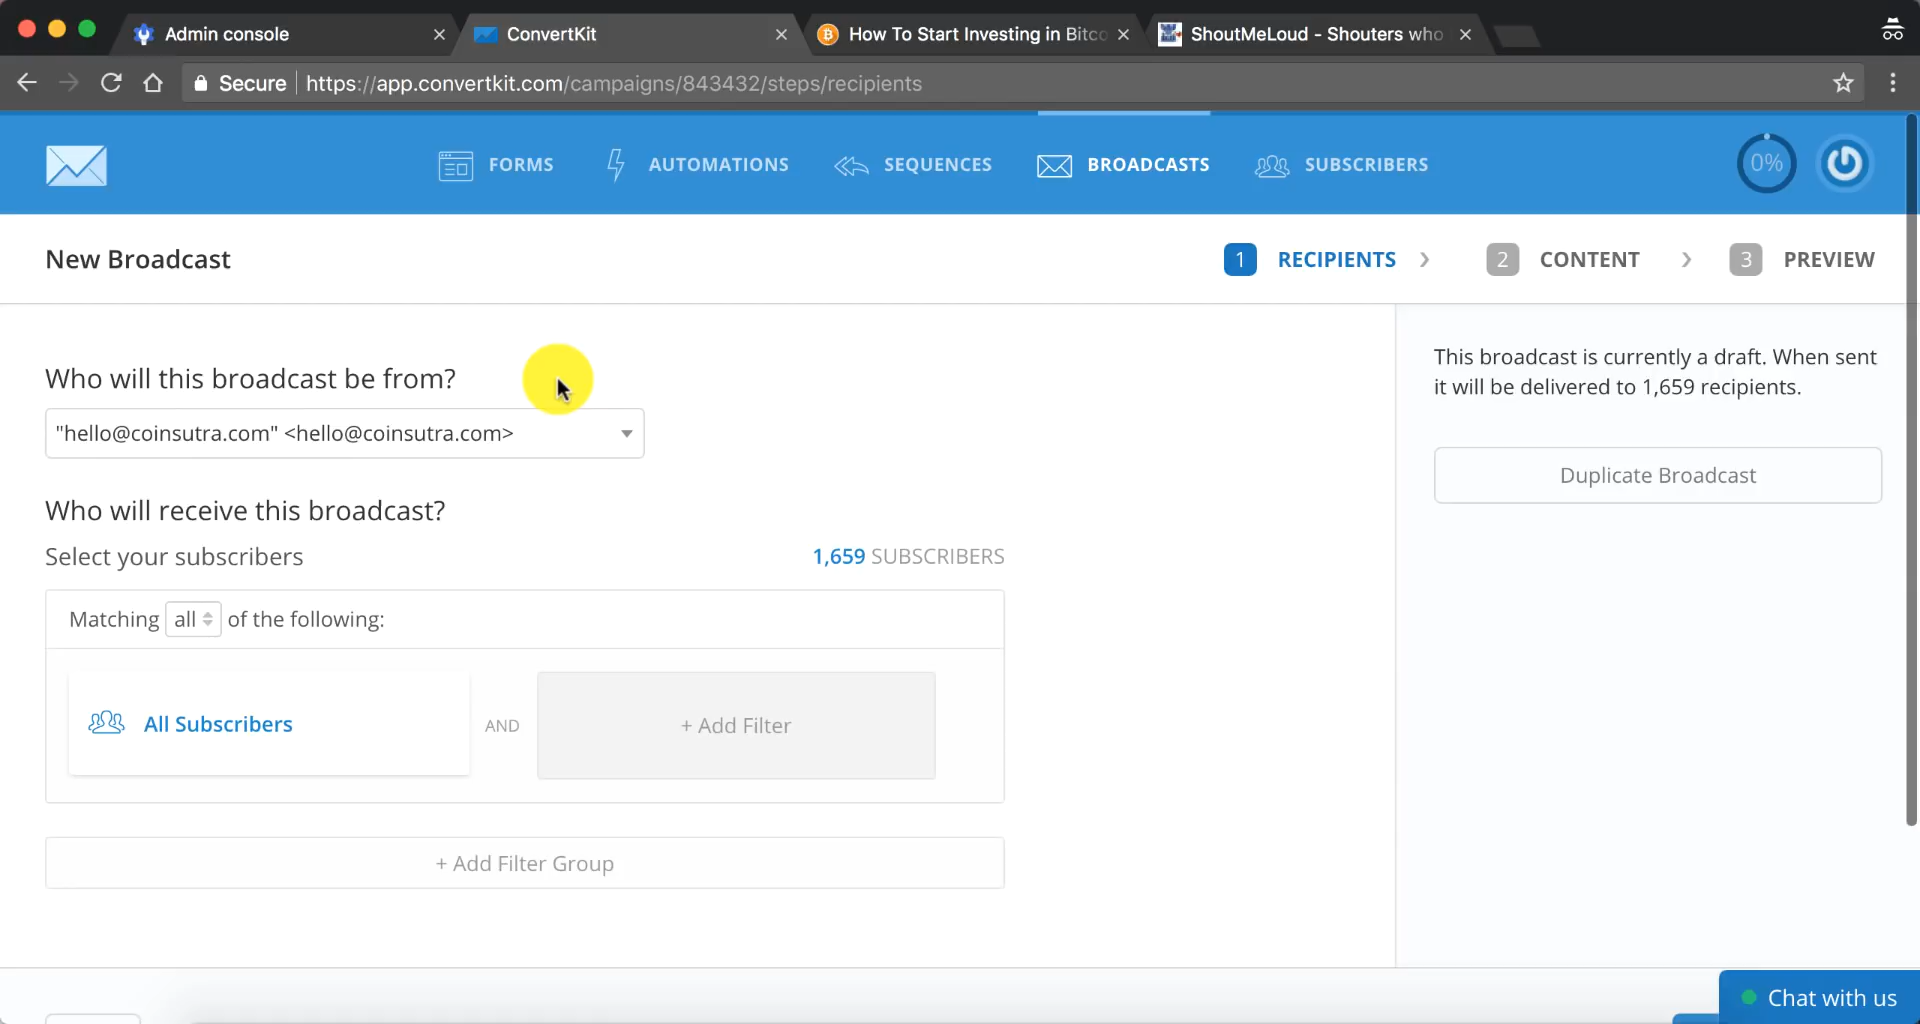 Admin console
ConvertKit
How To Start Investing in Bitco
ShoutMeLoud - Shouters who
Secure
https://app.convertkit.com/campaigns/843432/steps/recipients
FORMS
AUTOMATIONS
SEQUENCES
BROADCASTS
SUBSCRIBERS
0%
New Broadcast
1 RECIPIENTS
2 CONTENT
3 PREVIEW
Who will this broadcast be from?
"hello@coinsutra.com" <hello@coinsutra.com>
This broadcast is currently a draft. When sent
it will be delivered to 1,659 recipients.
Duplicate Broadcast
Who will receive this broadcast?
Select your subscribers
1,659 SUBSCRIBERS
Matching all of the following:
All Subscribers
AND
+ Add Filter
+ Add Filter Group
Chat with us